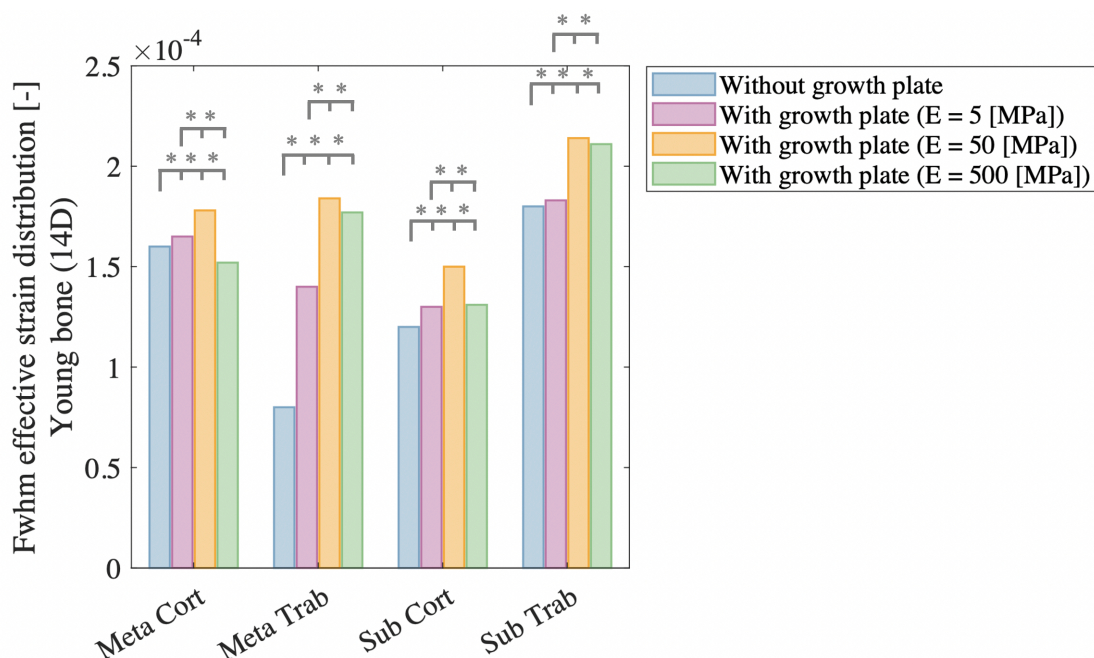 Fwhm effective strain distribution [-]
Young bone (14D)
×10⁻⁴
2.5
2
1.5
1
0.5
0
* *
* * *
* *
* * *
* *
* * *
* *
* * *
Meta Cort
Meta Trab
Sub Cort
Sub Trab
Without growth plate
With growth plate (E = 5 [MPa])
With growth plate (E = 50 [MPa])
With growth plate (E = 500 [MPa])